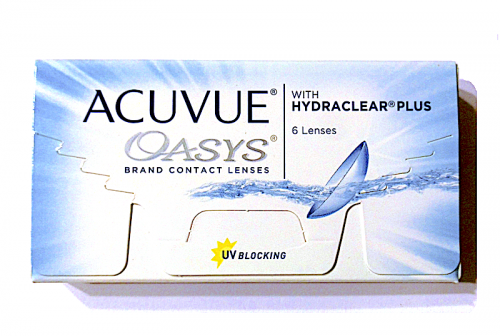 ACUVUE®
OASYS®
BRAND CONTACT LENSES
WITH
HYDRACLEAR® PLUS
6 Lenses
UV BLOCKING